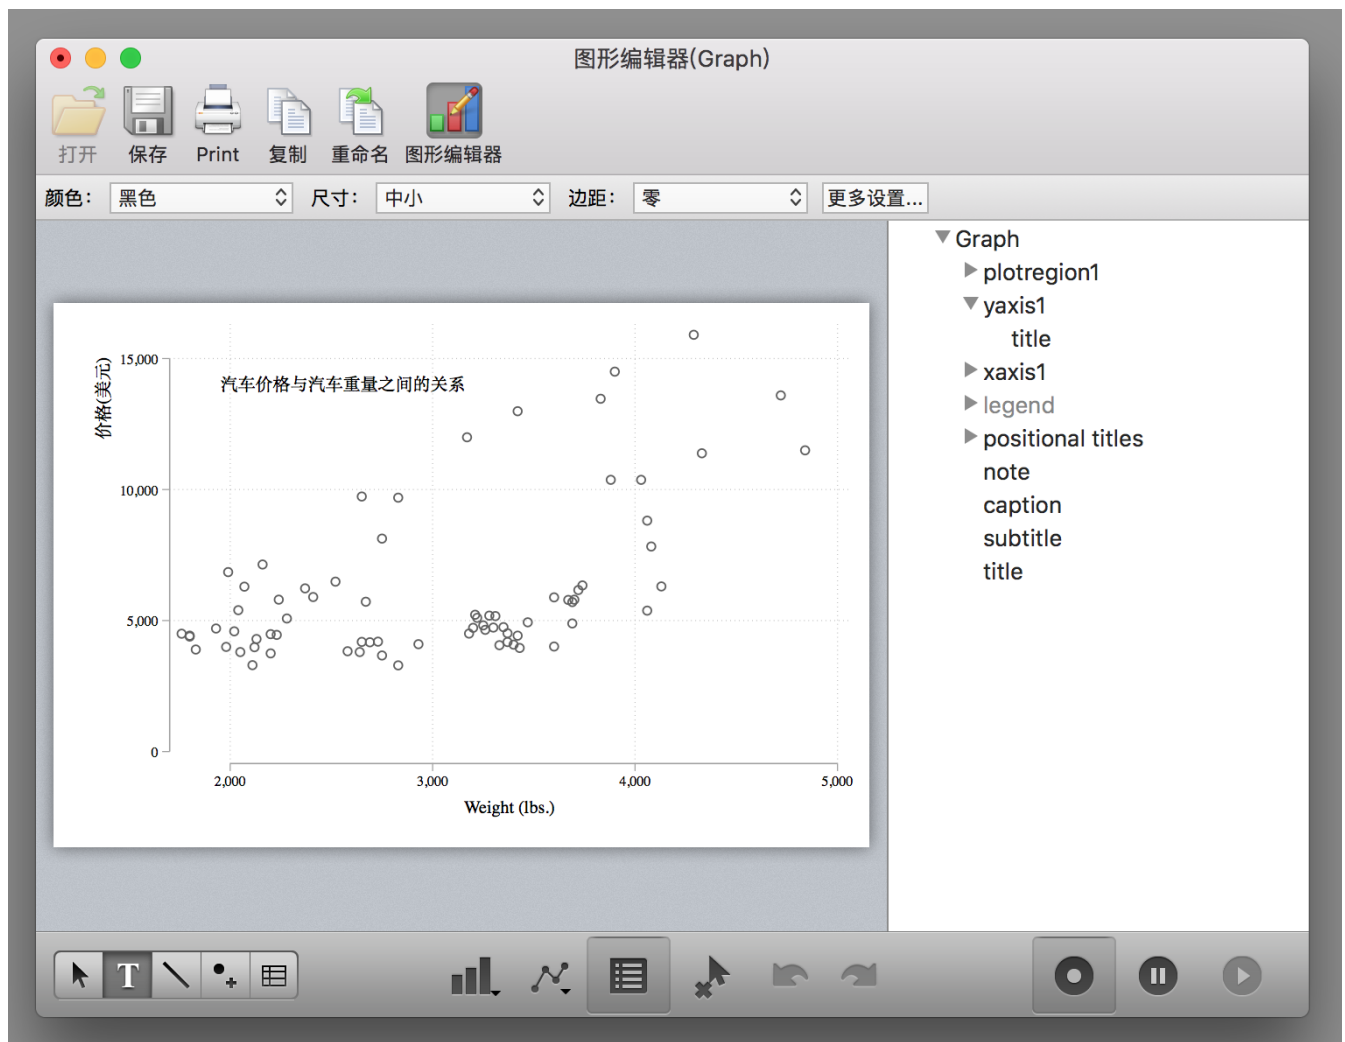 图形编辑器(Graph)
打开 保存 Print 复制 重命名 图形编辑器
颜色: 黑色 尺寸: 中小 边距: 零 更多设置...
Graph
plotregion1
yaxis1
title
xaxis1
legend
positional titles
note
caption
subtitle
title
汽车价格与汽车重量之间的关系
价格(美元)
15,000
10,000
5,000
0
2,000 3,000 4,000 5,000
Weight (lbs.)
T